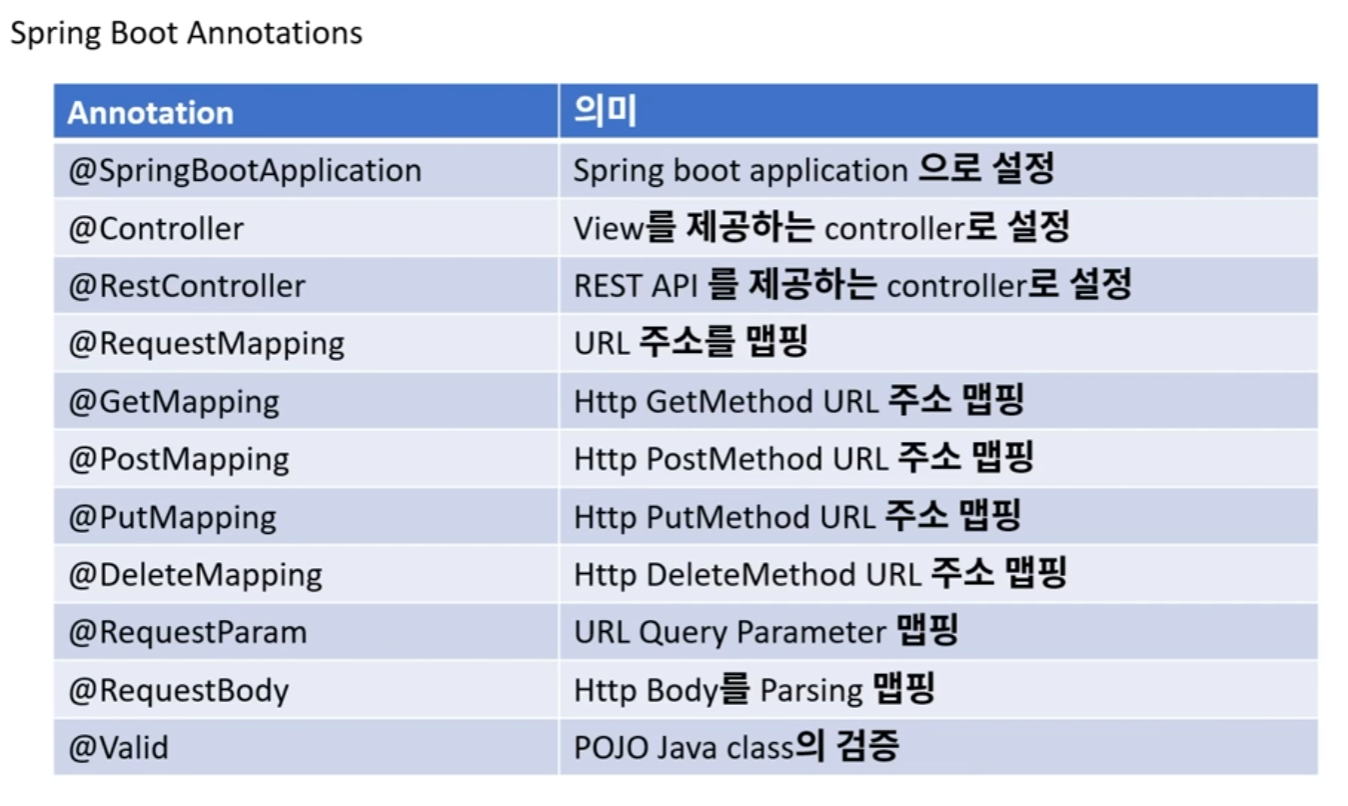 Spring Boot Annotations
Annotation 의미
@SpringBootApplication Spring boot application 으로 설정
@Controller View를 제공하는 controller로 설정
@RestController REST API 를 제공하는 controller로 설정
@RequestMapping URL 주소를 맵핑
@GetMapping Http GetMethod URL 주소 맵핑
@PostMapping Http PostMethod URL 주소 맵핑
@PutMapping Http PutMethod URL 주소 맵핑
@DeleteMapping Http DeleteMethod URL 주소 맵핑
@RequestParam URL Query Parameter 맵핑
@RequestBody Http Body를 Parsing 맵핑
@Valid POJO Java class의 검증